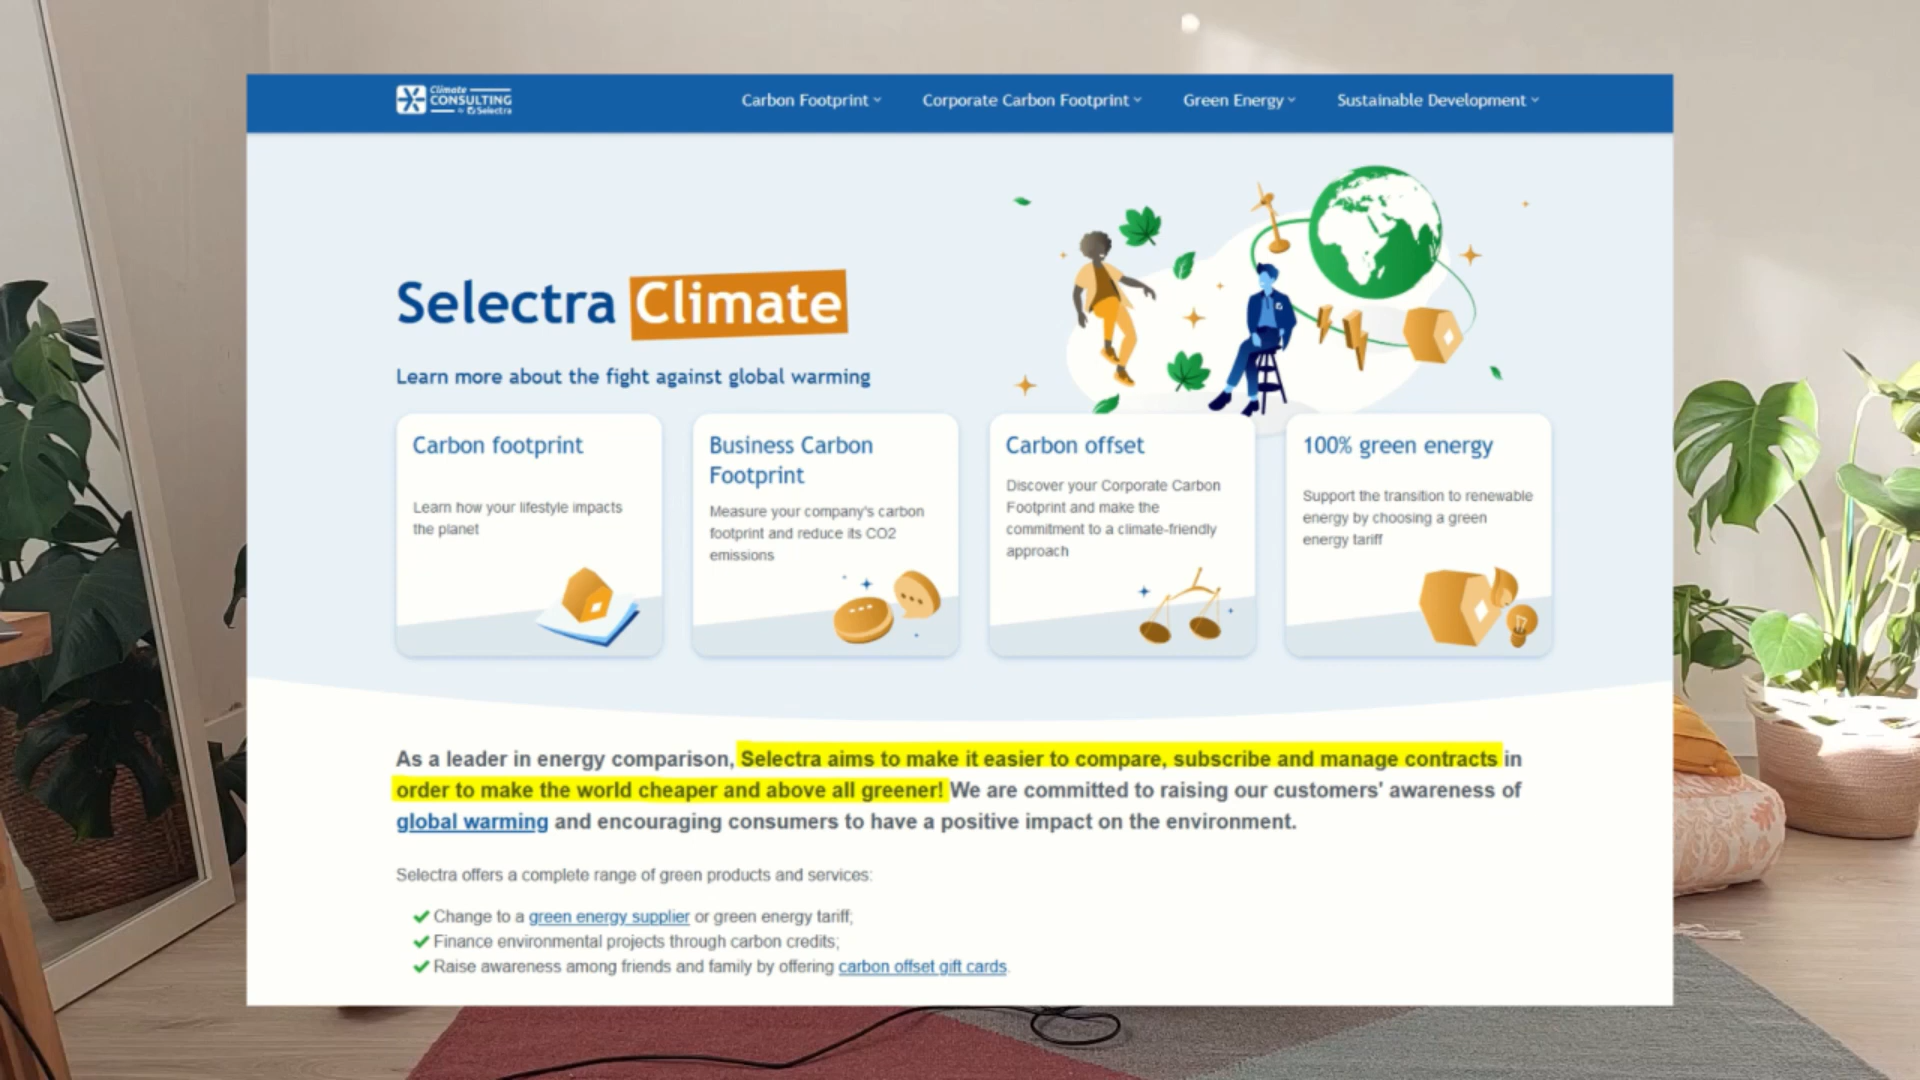 Climate
CONSULTING
by Selectra
Carbon Footprint
Corporate Carbon Footprint
Green Energy
Sustainable Development
Selectra Climate
Learn more about the fight against global warming
Carbon footprint
Learn how your lifestyle impacts
the planet
Business Carbon
Footprint
Measure your company's carbon
footprint and reduce its CO2
emissions
Carbon offset
Discover your Corporate Carbon
Footprint and make the
commitment to a climate-friendly
approach
100% green energy
Support the transition to renewable
energy by choosing a green
energy tariff
As a leader in energy comparison, Selectra aims to make it easier to compare, subscribe and manage contracts in
order to make the world cheaper and above all greener! We are committed to raising our customers' awareness of
global warming and encouraging consumers to have a positive impact on the environment.
Selectra offers a complete range of green products and services:
Change to a green energy supplier or green energy tariff;
Finance environmental projects through carbon credits;
Raise awareness among friends and family by offering carbon offset gift cards.